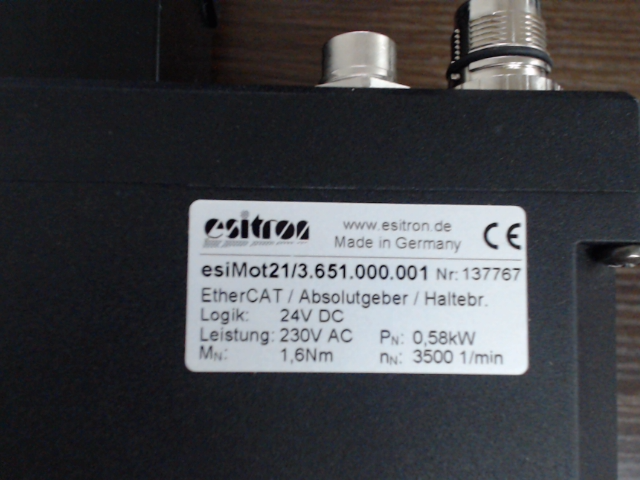 esitron
www.esitron.de
Made in Germany
CE
esiMot21/3.651.000.001 Nr: 137767
EtherCAT / Absolutgeber / Haltebr.
Logik: 24V DC
Leistung: 230V AC PN: 0,58kW
MN: 1,6Nm nN: 3500 1/min